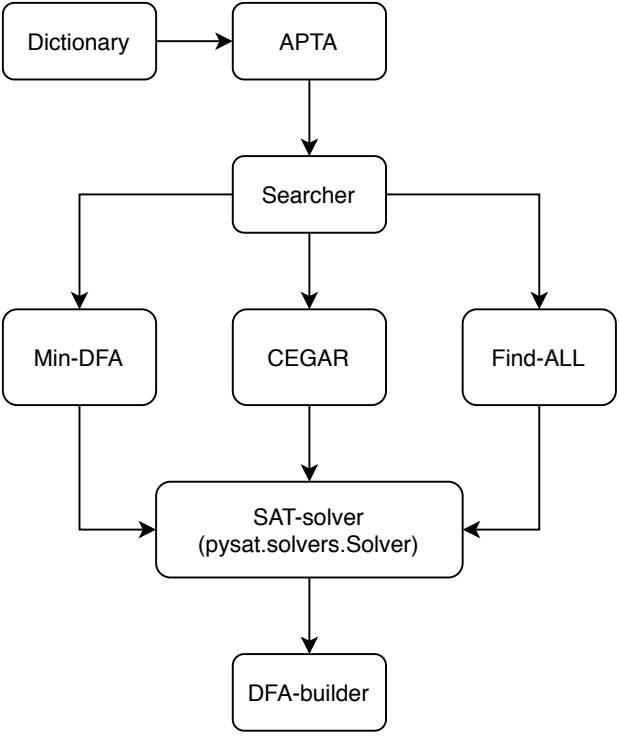 Dictionary
APTA
Searcher
Min-DFA
CEGAR
Find-ALL
SAT-solver
(pysat.solvers.Solver)
DFA-builder